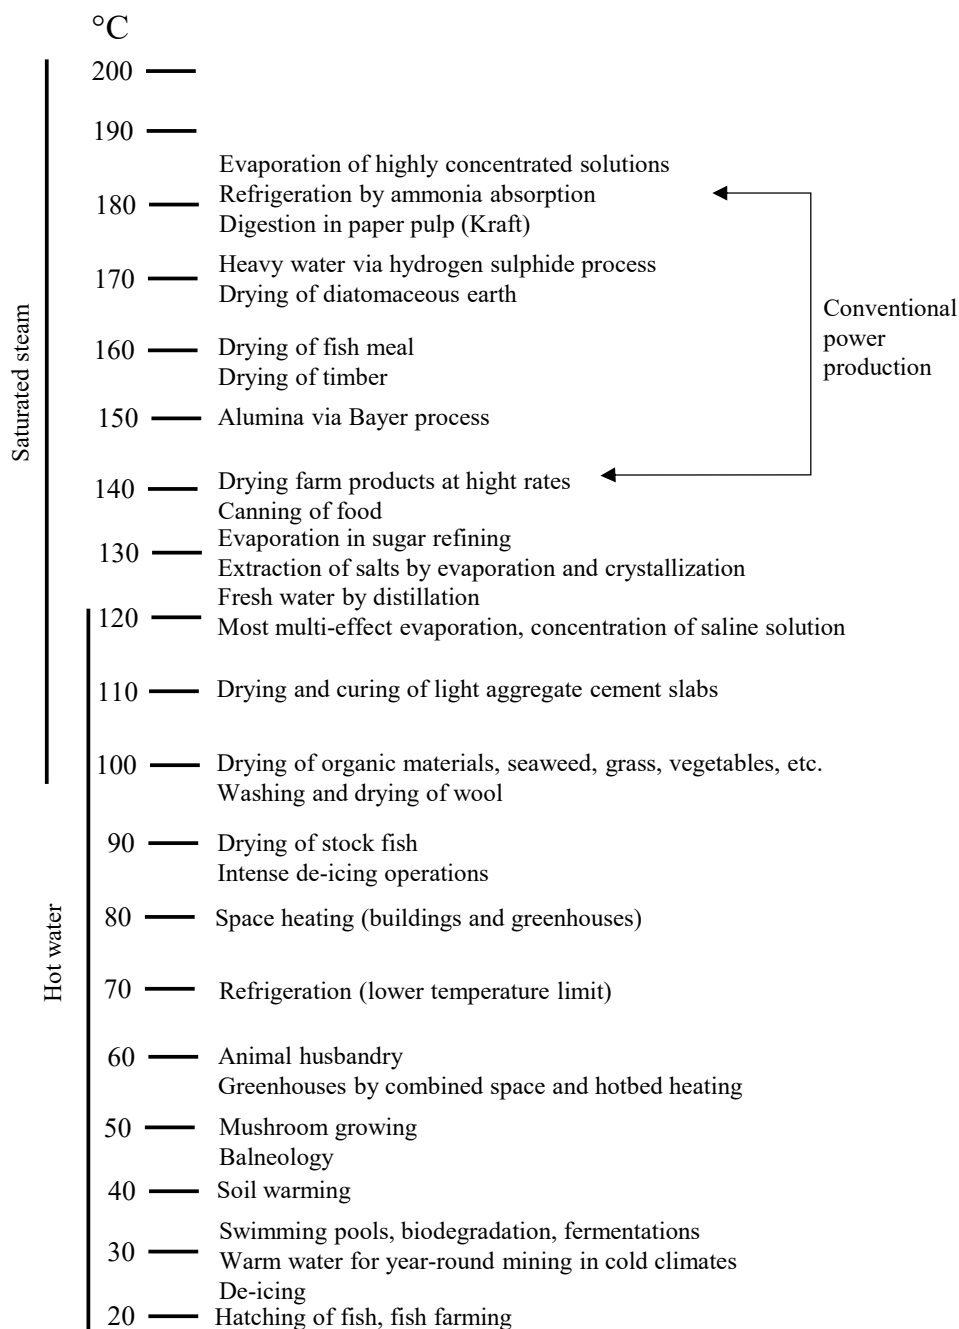 °C
200
190
Evaporation of highly concentrated solutions
180 Refrigeration by ammonia absorption
Digestion in paper pulp (Kraft)
Heavy water via hydrogen sulphide process
170
Drying of diatomaceous earth
Conventional
power
production
160 Drying of fish meal
Drying of timber
Saturated steam
150 Alumina via Bayer process
140 Drying farm products at hight rates
Canning of food
Evaporation in sugar refining
130
Extraction of salts by evaporation and crystallization
Fresh water by distillation
120
Most multi-effect evaporation, concentration of saline solution
110 Drying and curing of light aggregate cement slabs
100 Drying of organic materials, seaweed, grass, vegetables, etc.
Washing and drying of wool
90 Drying of stock fish
Intense de-icing operations
80 Space heating (buildings and greenhouses)
Hot water
70 Refrigeration (lower temperature limit)
60 Animal husbandry
Greenhouses by combined space and hotbed heating
50 Mushroom growing
Balneology
40 Soil warming
Swimming pools, biodegradation, fermentations
30 Warm water for year-round mining in cold climates
De-icing
20 Hatching of fish, fish farming